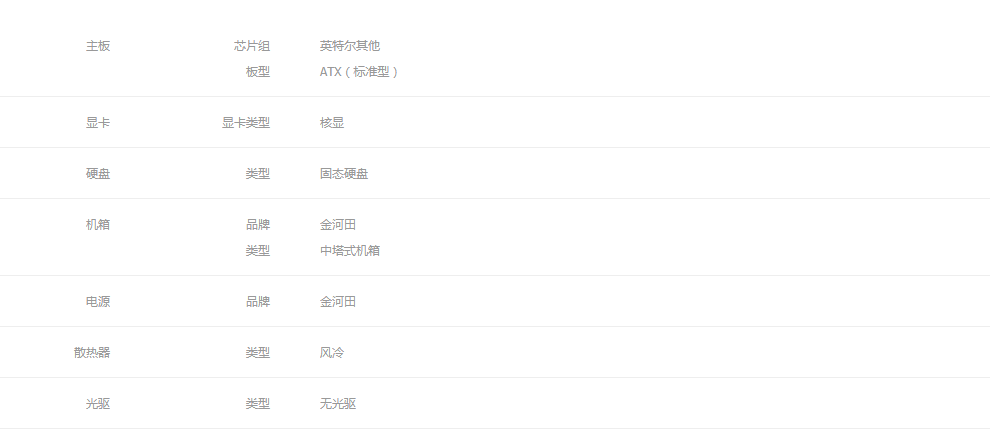 主板 芯片组 英特尔其他
板型 ATX（标准型）
显卡 显卡类型 核显
硬盘 类型 固态硬盘
机箱 品牌 金河田
类型 中塔式机箱
电源 品牌 金河田
散热器 类型 风冷
光驱 类型 无光驱